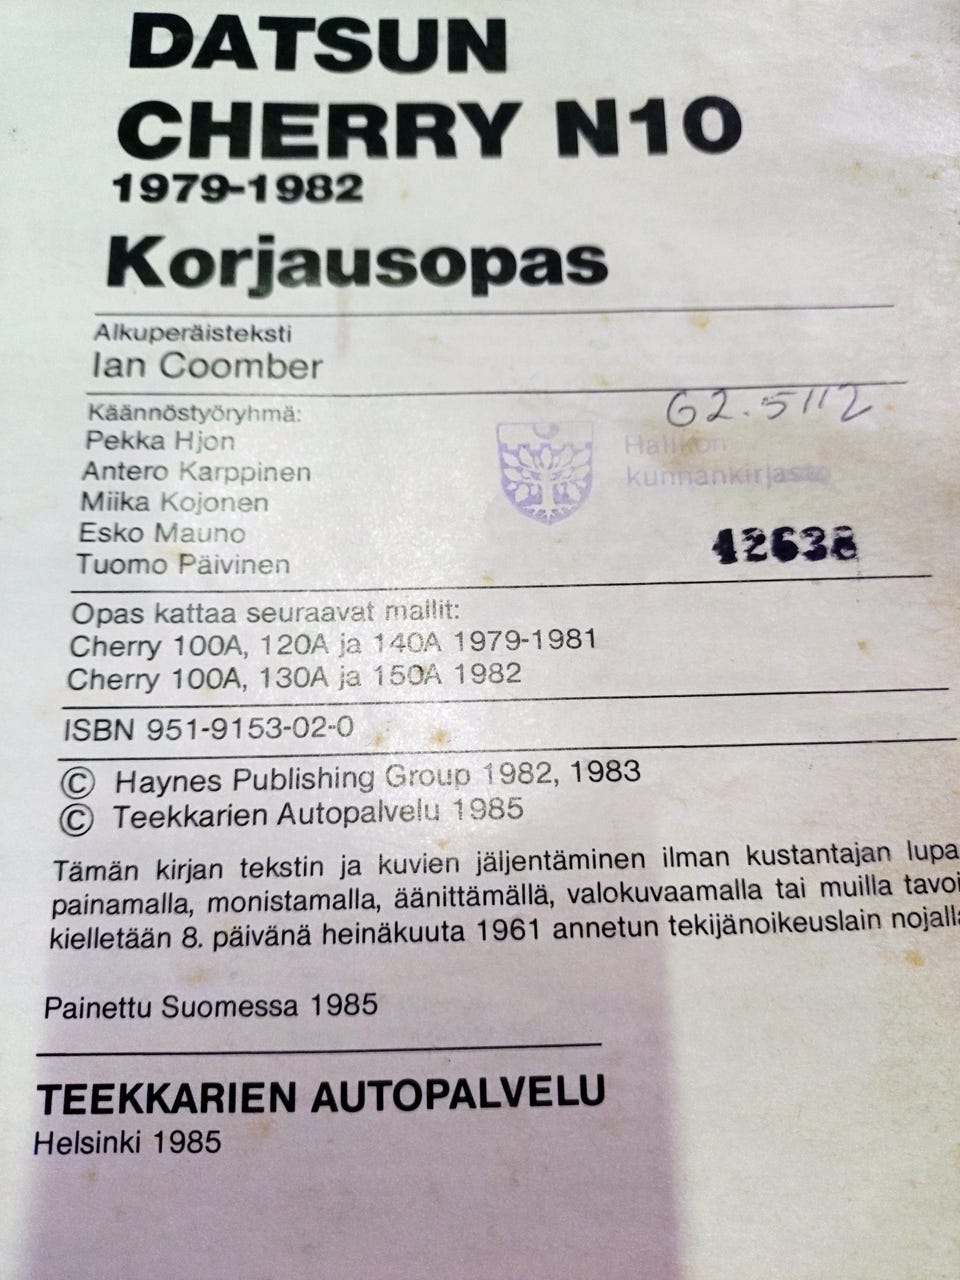 DATSUN
CHERRY N10
1979-1982
Korjausopas
Alkuperäisteksti
Ian Coomber
62.5112
Käännöstyöryhmä:
Pekka Hjon
Antero Karppinen
Miika Kojonen
Esko Mauno
Tuomo Päivinen
Halikon
kunnankirjasto
12638
Opas kattaa seuraavat mallit:
Cherry 100A, 120A ja 140A 1979-1981
Cherry 100A, 130A ja 150A 1982
ISBN 951-9153-02-0
© Haynes Publishing Group 1982, 1983
© Teekkarien Autopalvelu 1985
Tämän kirjan tekstin ja kuvien jäljentäminen ilman kustantajan lupa
painamalla, monistamalla, äänittämällä, valokuvaamalla tai muilla tavoi
kielletään 8. päivänä heinäkuuta 1961 annetun tekijänoikeuslain nojalla
Painettu Suomessa 1985
TEEKKARIEN AUTOPALVELU
Helsinki 1985